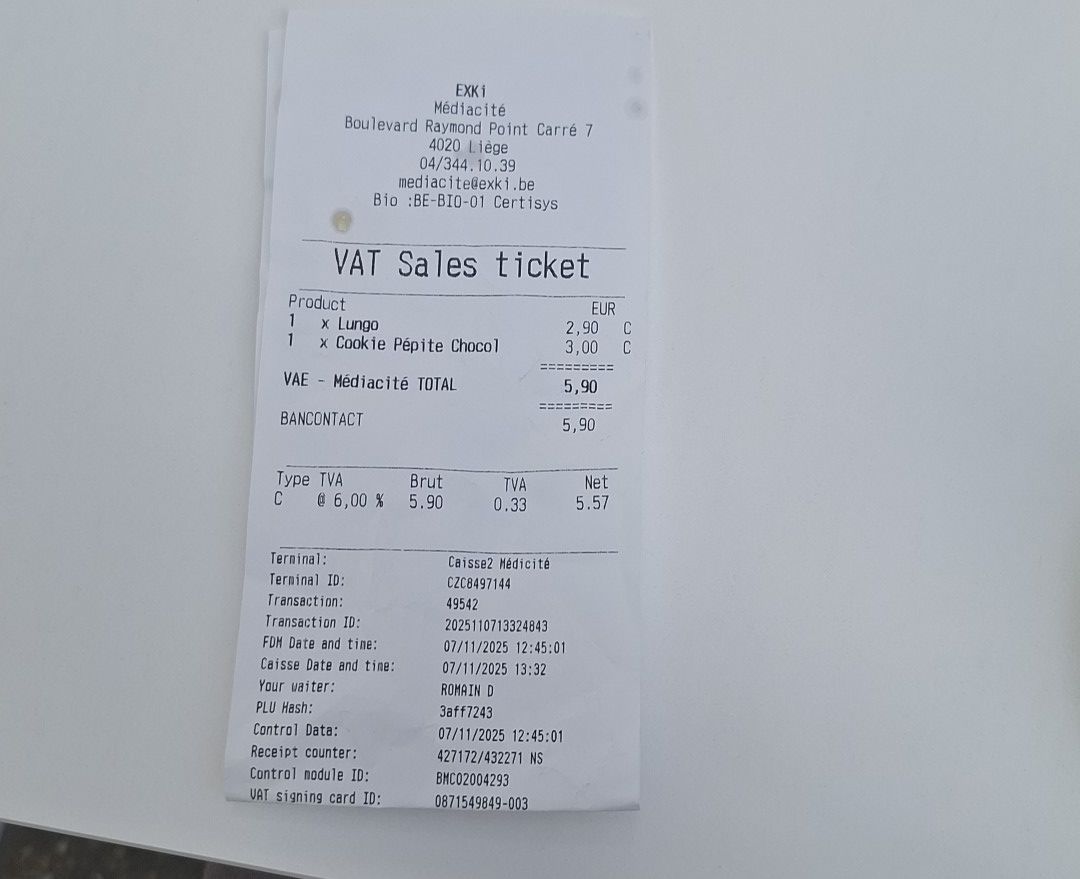 EXKi
Médiacité
Boulevard Raymond Point Carré 7
4020 Liège
04/344.10.39
mediacite@exki.be
Bio :BE-BIO-01 Certisys
VAT Sales ticket
Product EUR
1 x Lungo 2,90 C
1 x Cookie Pépite Chocol 3,00 C
=========
VAE - Médiacité TOTAL 5,90
=========
BANCONTACT 5,90
Type TVA Brut TVA Net
C @ 6,00 % 5.90 0.33 5.57
Terminal: Caisse2 Médicité
Terminal ID: CZC8497144
Transaction: 49542
Transaction ID: 2025110713324843
FDM Date and time: 07/11/2025 12:45:01
Caisse Date and time: 07/11/2025 13:32
Your waiter: ROMAIN D
PLU Hash: 3aff7243
Control Data: 07/11/2025 12:45:01
Receipt counter: 427172/432271 NS
Control module ID: BMC02004293
VAT signing card ID: 0871549849-003